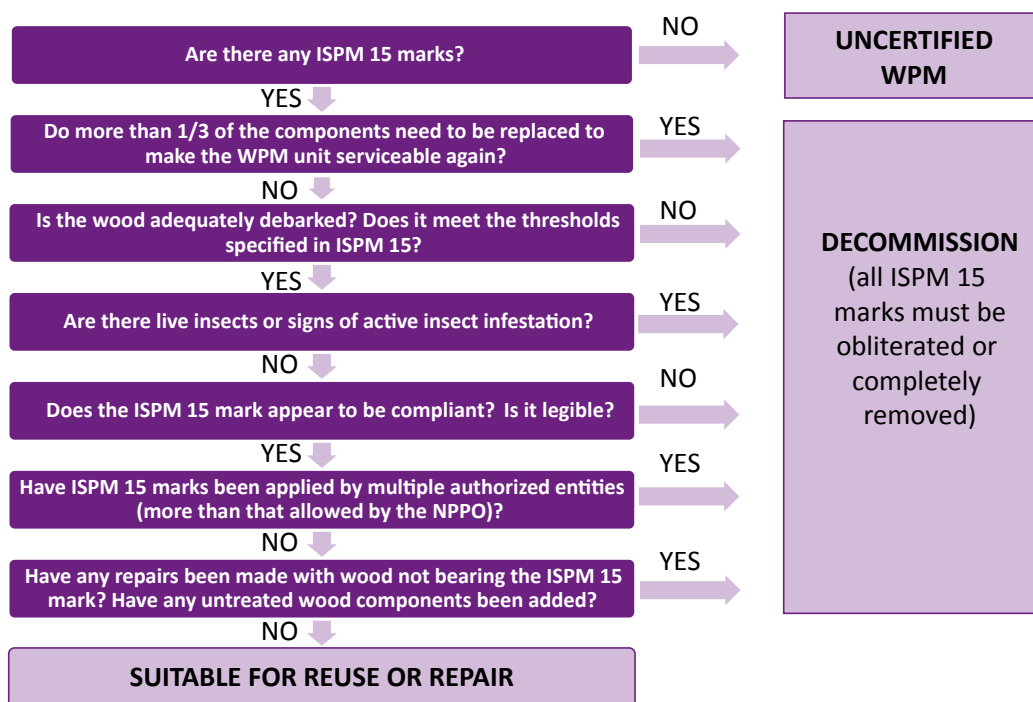 Are there any ISPM 15 marks?
NO
UNCERTIFIED
WPM
YES
Do more than 1/3 of the components need to be replaced to
make the WPM unit serviceable again?
YES
NO
Is the wood adequately debarked? Does it meet the thresholds
specified in ISPM 15?
NO
YES
Are there live insects or signs of active insect infestation?
YES
NO
Does the ISPM 15 mark appear to be compliant? Is it legible?
NO
YES
Have ISPM 15 marks been applied by multiple authorized entities
(more than that allowed by the NPPO)?
YES
NO
Have any repairs been made with wood not bearing the ISPM 15
mark? Have any untreated wood components been added?
YES
NO
DECOMMISSION
(all ISPM 15
marks must be
obliterated or
completely
removed)
SUITABLE FOR REUSE OR REPAIR